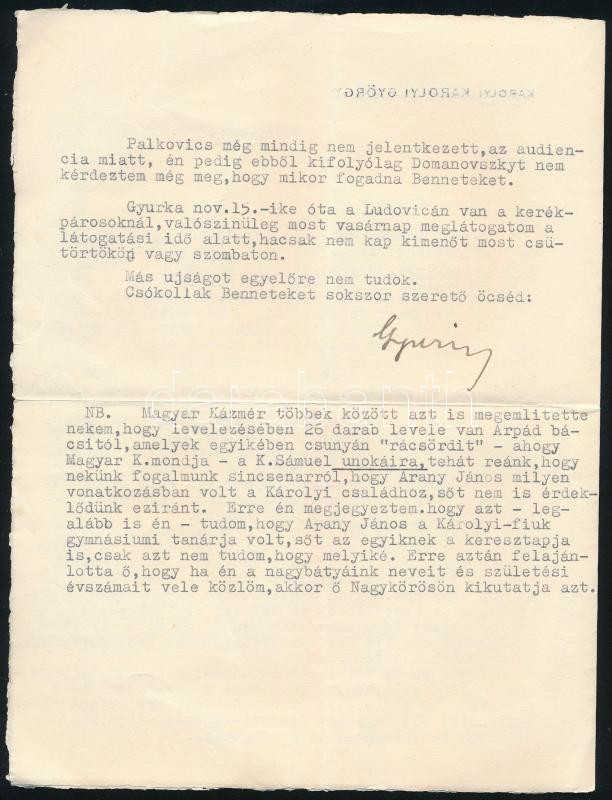 KÁROLYI KÁROLYI GYÖRGY
Palkovics még mindig nem jelentkezett,az audien-
cia miatt, én pedig ebből kifolyólag Domanovszkyt nem
kérdeztem még meg,hogy mikor fogadna Benneteket.
Gyurka nov.15.-ike óta a Ludovicán van a kerék-
párosoknál,valószinüleg most vasárnap meglátogatom a
látogatási idő alatt,hacsak nem kap kimenőt most csü-
törtökön vagy szombaton.
Más ujságot egyelőre nem tudok.
Csókollak Benneteket sokszor szerető öcséd:
Gyuri
darabanth
NB. Magyar Kázmér többek között azt is megemlitette
nekem,hogy levelezésében 26 darab levele van Árpád bá-
csitól,amelyek egyikében csunyán "rácsördit" - ahogy
Magyar K.mondja - a K.Sámuel unokáira,tehát reánk,hogy
nekünk fogalmunk sincsenarról,hogy Arany János milyen
vonatkozásban volt a Károlyi családhoz,sőt nem is érdek-
lődünk eziránt. Erre én megjegyeztem.hogy azt - leg-
alább is én - tudom,hogy Arany János a Károlyi-fiuk
gymnásiumi tanárja volt,sőt az egyiknek a keresztapja
is,csak azt nem tudom,hogy melyiké. Erre aztán felaján-
lotta ő,hogy ha én a nagybátyáink neveit és születési
évszámait vele közlöm,akkor ő Nagykörösön kikutatja azt.